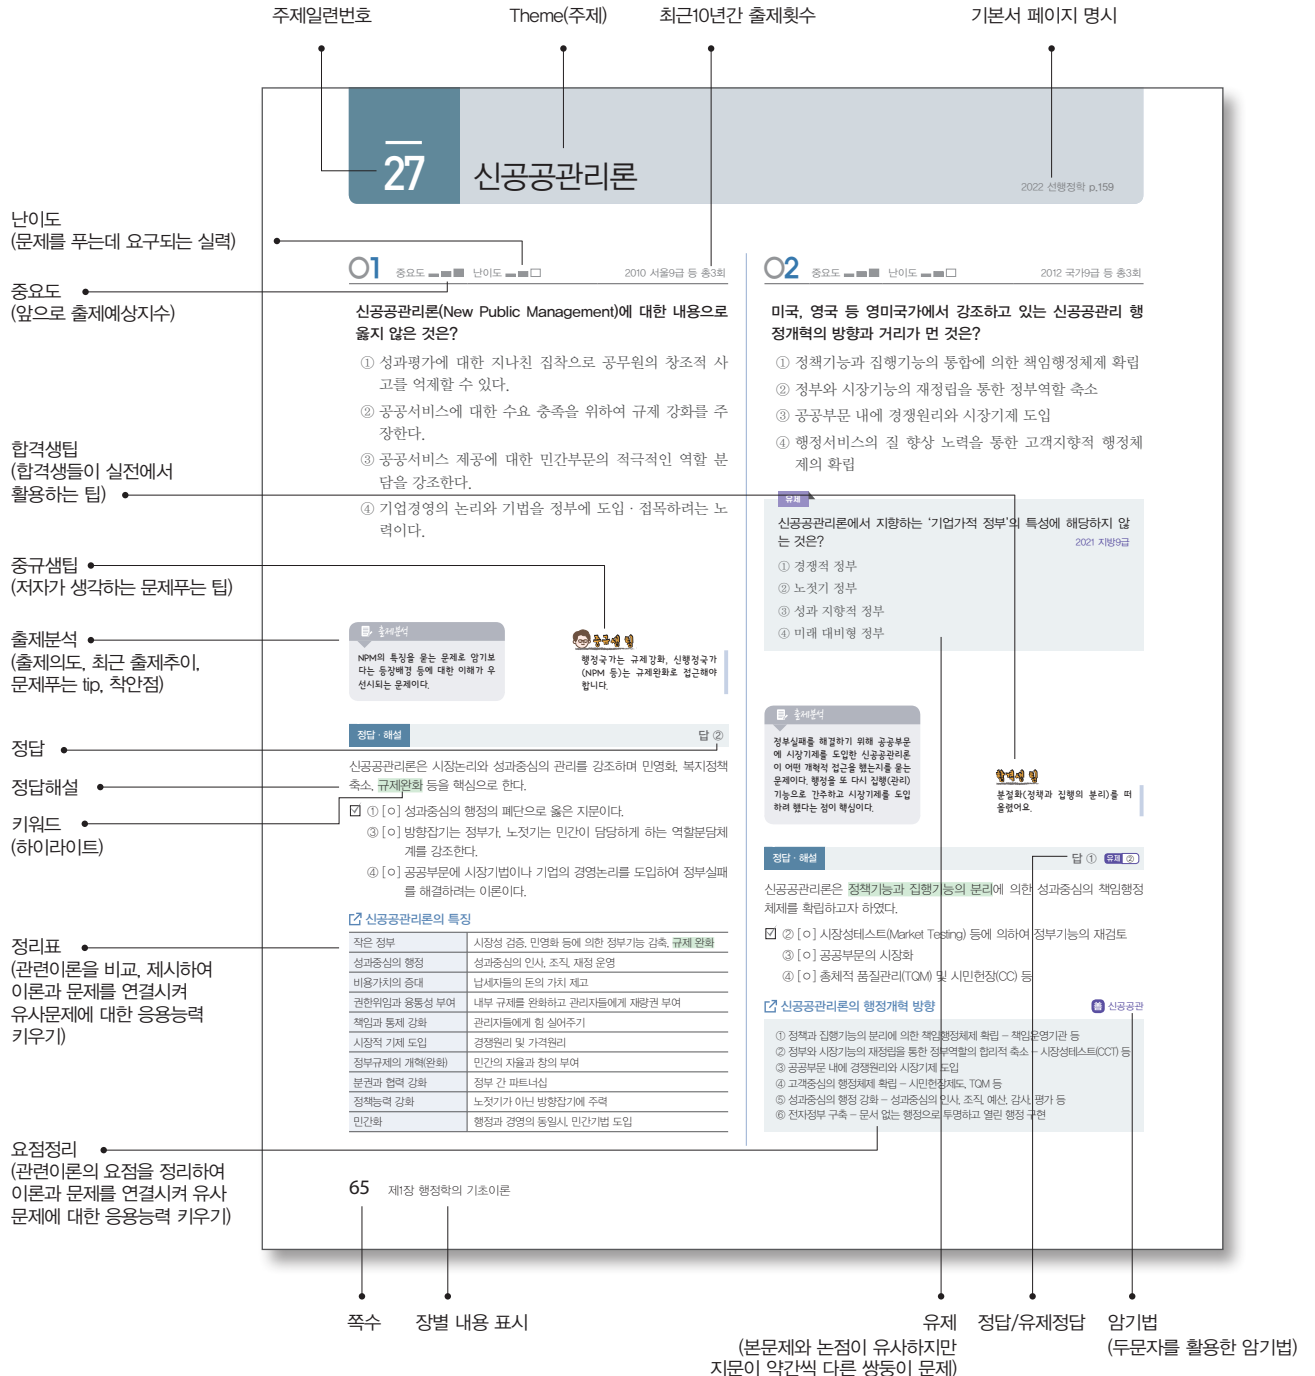 주제일련번호
Theme(주제)
최근10년간 출제횟수
기본서 페이지 명시
27
신공공관리론
2022 선행정학 p.159
난이도
(문제를 푸는데 요구되는 실력)
중요도
(앞으로 출제예상지수)
합격생팁
(합격생들이 실전에서
활용하는 팁)
중규샘팁
(저자가 생각하는 문제푸는 팁)
출제분석
(출제의도, 최근 출제추이,
문제푸는 tip, 착안점)
정답
정답해설
키워드
(하이라이트)
정리표
(관련이론을 비교, 제시하여
이론과 문제를 연결시켜
유사문제에 대한 응용능력
키우기)
요점정리
(관련이론의 요점을 정리하여
이론과 문제를 연결시켜 유사
문제에 대한 응용능력 키우기)
01 중요도 난이도 2010 서울9급 등 총3회
신공공관리론(New Public Management)에 대한 내용으로
옳지 않은 것은?
① 성과평가에 대한 지나친 집착으로 공무원의 창조적 사
고를 억제할 수 있다.
② 공공서비스에 대한 수요 충족을 위하여 규제 강화를 주
장한다.
③ 공공서비스 제공에 대한 민간부문의 적극적인 역할 분
담을 강조한다.
④ 기업경영의 논리와 기법을 정부에 도입 · 접목하려는 노
력이다.
출제분석
NPM의 특징을 묻는 문제로 암기보
다는 등장배경 등에 대한 이해가 우
선시되는 문제이다.
중규샘 팁
행정국가는 규제강화, 신행정국가
(NPM 등)는 규제완화로 접근해야
합니다.
정답 · 해설 답 ②
신공공관리론은 시장논리와 성과중심의 관리를 강조하며 민영화, 복지정책
축소, 규제완화 등을 핵심으로 한다.
☑ ① [○] 성과중심의 행정의 폐단으로 옳은 지문이다.
③ [○] 방향잡기는 정부가, 노젓기는 민간이 담당하게 하는 역할분담체
계를 강조한다.
④ [○] 공공부문에 시장기법이나 기업의 경영논리를 도입하여 정부실패
를 해결하려는 이론이다.
신공공관리론의 특징
작은 정부 시장성 검증, 민영화 등에 의한 정부기능 감축, 규제 완화
성과중심의 행정 성과중심의 인사, 조직, 재정 운영
비용가치의 증대 납세자들의 돈의 가치 제고
권한위임과 융통성 부여 내부 규제를 완화하고 관리자들에게 재량권 부여
책임과 통제 강화 관리자들에게 힘 실어주기
시장적 기제 도입 경쟁원리 및 가격원리
정부규제의 개혁(완화) 민간의 자율과 창의 부여
분권과 협력 강화 정부 간 파트너십
정책능력 강화 노젓기가 아닌 방향잡기에 주력
민간화 행정과 경영의 동일시, 민간기법 도입
65 제1장 행정학의 기초이론
02 중요도 난이도 2012 국가9급 등 총3회
미국, 영국 등 영미국가에서 강조하고 있는 신공공관리 행
정개혁의 방향과 거리가 먼 것은?
① 정책기능과 집행기능의 통합에 의한 책임행정체제 확립
② 정부와 시장기능의 재정립을 통한 정부역할 축소
③ 공공부문 내에 경쟁원리와 시장기제 도입
④ 행정서비스의 질 향상 노력을 통한 고객지향적 행정체
제의 확립
유제
신공공관리론에서 지향하는 '기업가적 정부'의 특성에 해당하지 않
는 것은? 2021 지방9급
① 경쟁적 정부
② 노젓기 정부
③ 성과 지향적 정부
④ 미래 대비형 정부
출제분석
정부실패를 해결하기 위해 공공부문
에 시장기제를 도입한 신공공관리론
이 어떤 개혁적 접근을 했는지를 묻는
문제이다. 행정을 또 다시 집행(관리)
기능으로 간주하고 시장기제를 도입
하려 했다는 점이 핵심이다.
합격생 팁
분절화(정책과 집행의 분리)를 떠
올렸어요.
정답 · 해설 답 ① 유제 ②
신공공관리론은 정책기능과 집행기능의 분리에 의한 성과중심의 책임행정
체제를 확립하고자 하였다.
☑ ② [○] 시장성테스트(Market Testing) 등에 의하여 정부기능의 재검토
③ [○] 공공부문의 시장화
④ [○] 총체적 품질관리(TQM) 및 시민헌장(CC) 등
신공공관리론의 행정개혁 방향 善 신공공관
① 정책과 집행기능의 분리에 의한 책임행정체제 확립 – 책임운영기관 등
② 정부와 시장기능의 재정립을 통한 정부역할의 합리적 축소 – 시장성테스트(CCT) 등
③ 공공부문 내에 경쟁원리와 시장기제 도입
④ 고객중심의 행정체제 확립 – 시민헌장제도, TQM 등
⑤ 성과중심의 행정 강화 – 성과중심의 인사, 조직, 예산, 감사, 평가 등
⑥ 전자정부 구축 – 문서 없는 행정으로 투명하고 열린 행정 구현
쪽수
장별 내용 표시
유제
(본문제와 논점이 유사하지만
지문이 약간씩 다른 쌍둥이 문제)
정답/유제정답
암기법
(두문자를 활용한 암기법)